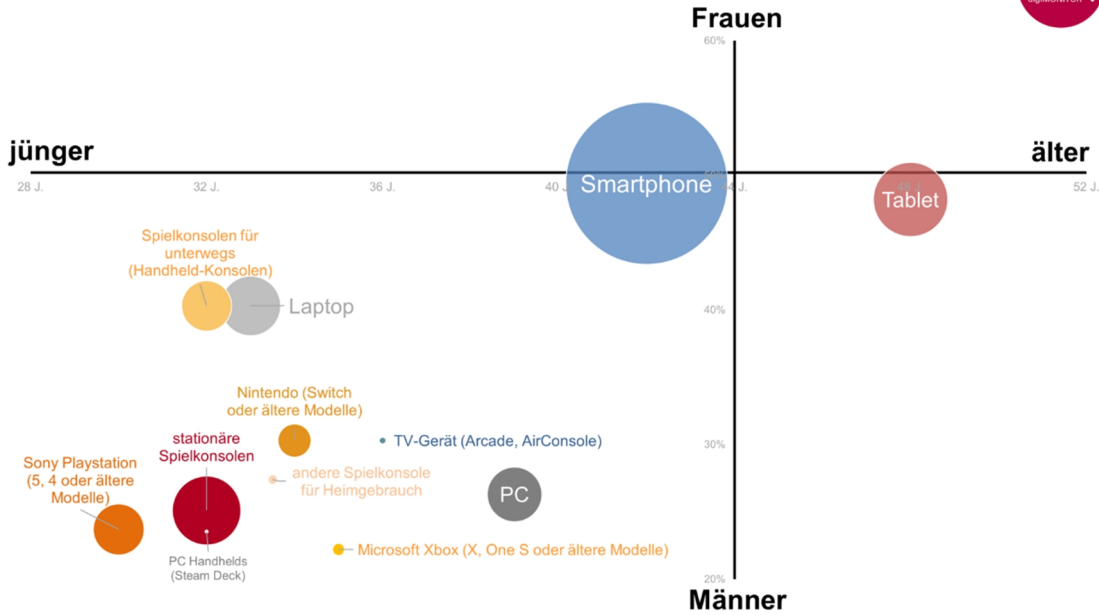 Frauen
60%
jünger
älter
28 J.
32 J.
36 J.
40 J.
Smartphone
Tablet
52 J.
Spielkonsolen für
unterwegs
(Handheld-Konsolen)
Laptop
40%
Nintendo (Switch
oder ältere Modelle)
stationäre
Spielkonsolen
TV-Gerät (Arcade, AirConsole)
30%
Sony Playstation
(5, 4 oder ältere
Modelle)
andere Spielkonsole
für Heimgebrauch
PC
Microsoft Xbox (X, One S oder ältere Modelle)
PC Handhelds
(Steam Deck)
20%
Männer